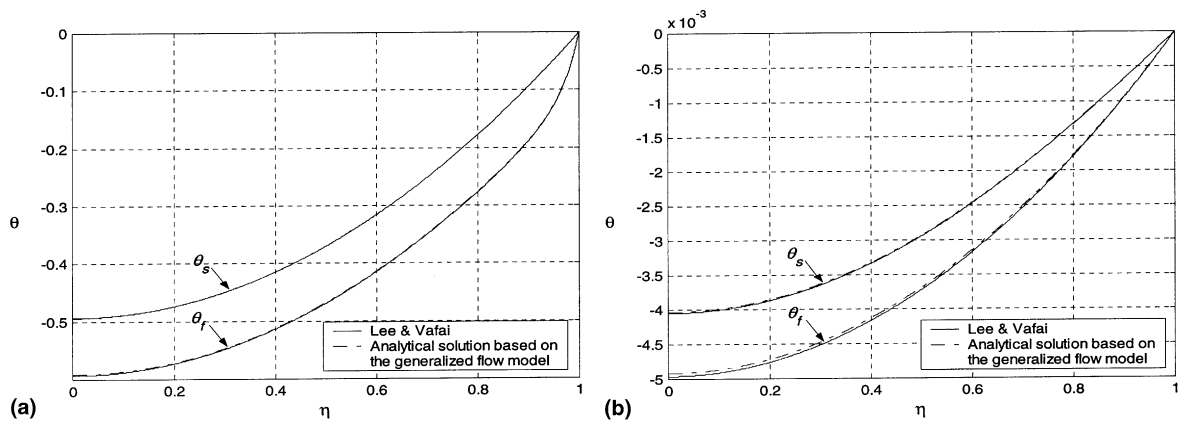 0
-0.1
-0.2
-0.3
-0.4
-0.5
θ
θs
θf
Lee & Vafai
Analytical solution based on
the generalized flow model
0 0.2 0.4 0.6 0.8 1
(a)
η
x 10-3
0
-0.5
-1
-1.5
-2
-2.5
-3
-3.5
-4
-4.5
-5
θ
θs
θf
Lee & Vafai
Analytical solution based on
the generalized flow model
0 0.2 0.4 0.6 0.8 1
(b)
η